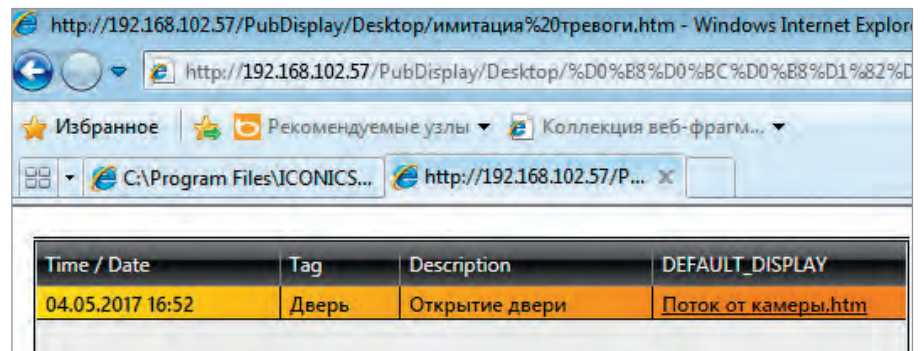 http://192.168.102.57/PubDisplay/Desktop/имитация%20тревоги.htm - Windows Internet Explor
http://192.168.102.57/PubDisplay/Desktop/%D0%B8%D0%BC%D0%B8%D1%82%D
Избранное Рекомендуемые узлы Коллекция веб-фрагм...
C:\Program Files\ICONICS... http://192.168.102.57/P...
Time / Date Tag Description DEFAULT_DISPLAY
04.05.2017 16:52 Дверь Открытие двери Поток от камеры.htm